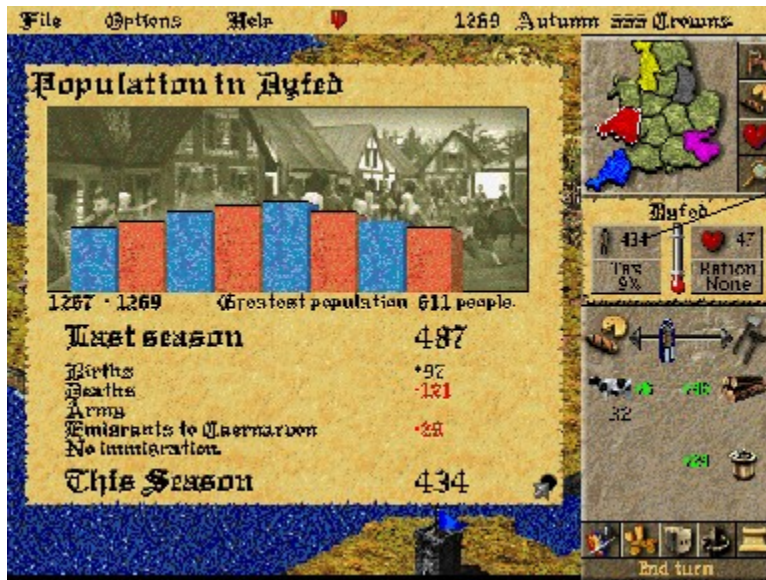 File Options Help 1269 Autumn Crowns
Population in Dyfed
1267 - 1269 Greatest population 611 people.
Last season 487
Births +97
Deaths -121
Army
Emigrants to Caernarvon
No immigration.
This Season 434
Dyfed
434 47
Tax Ration
9% None
32
End turn